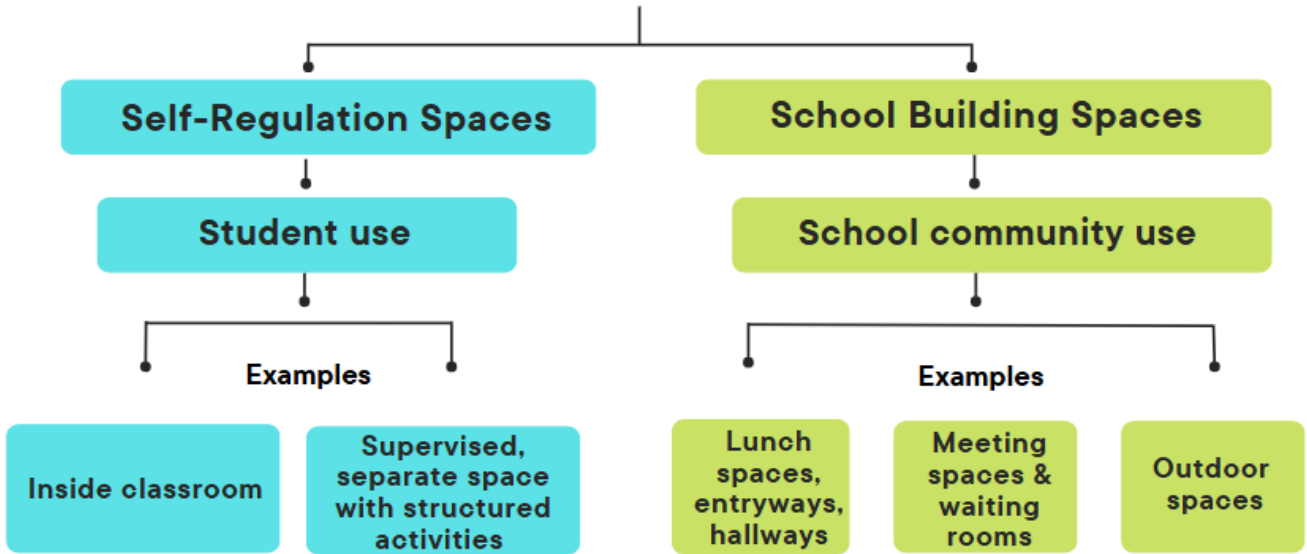 Self-Regulation Spaces
School Building Spaces
Student use
School community use
Examples
Examples
Inside classroom
Supervised,
separate space
with structured
activities
Lunch
spaces,
entryways,
hallways
Meeting
spaces &
waiting
rooms
Outdoor
spaces